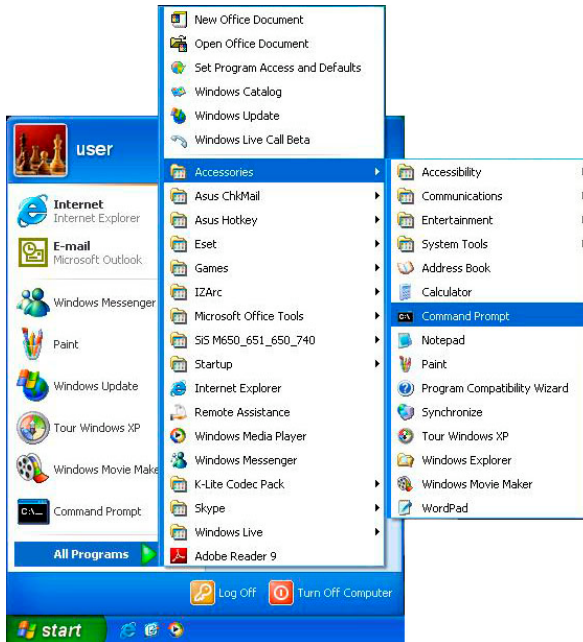 New Office Document
Open Office Document
Set Program Access and Defaults
Windows Catalog
Windows Update
Windows Live Call Beta
user
Internet
Internet Explorer
E-mail
Microsoft Outlook
Windows Messenger
Paint
Windows Update
Tour Windows XP
Windows Movie Make
Command Prompt
All Programs
Accessories
Asus ChkMail
Asus Hotkey
Eset
Games
IZArc
Microsoft Office Tools
SiS M650_651_650_740
Startup
Internet Explorer
Remote Assistance
Windows Media Player
Windows Messenger
K-Lite Codec Pack
Skype
Windows Live
Adobe Reader 9
Accessibility
Communications
Entertainment
System Tools
Address Book
Calculator
Command Prompt
Notepad
Paint
Program Compatibility Wizard
Synchronize
Tour Windows XP
Windows Explorer
Windows Movie Maker
WordPad
Log Off
Turn Off Computer
start